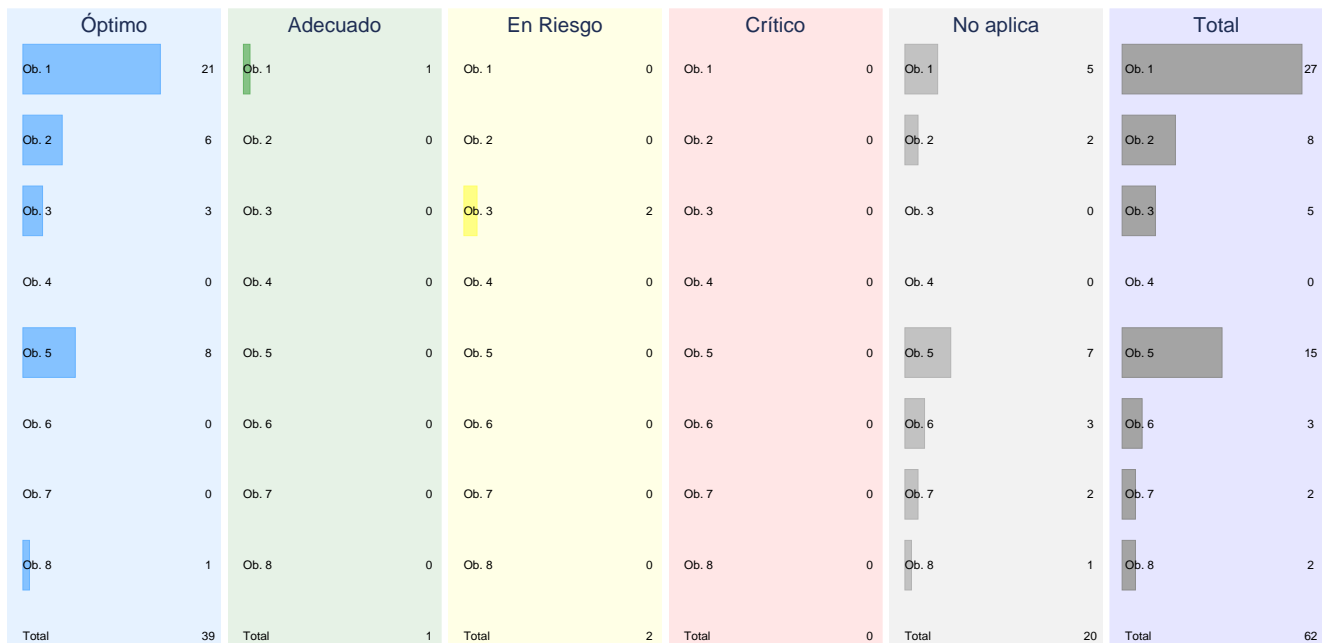 Óptimo Adecuado En Riesgo Crítico No aplica Total
Ob. 1 21 Ob. 1 1 Ob. 1 0 Ob. 1 0 Ob. 1 5 Ob. 1 27
Ob. 2 6 Ob. 2 0 Ob. 2 0 Ob. 2 0 Ob. 2 2 Ob. 2 8
Ob. 3 3 Ob. 3 0 Ob. 3 2 Ob. 3 0 Ob. 3 0 Ob. 3 5
Ob. 4 0 Ob. 4 0 Ob. 4 0 Ob. 4 0 Ob. 4 0 Ob. 4 0
Ob. 5 8 Ob. 5 0 Ob. 5 0 Ob. 5 0 Ob. 5 7 Ob. 5 15
Ob. 6 0 Ob. 6 0 Ob. 6 0 Ob. 6 0 Ob. 6 3 Ob. 6 3
Ob. 7 0 Ob. 7 0 Ob. 7 0 Ob. 7 0 Ob. 7 2 Ob. 7 2
Ob. 8 1 Ob. 8 0 Ob. 8 0 Ob. 8 0 Ob. 8 1 Ob. 8 2
Total 39 Total 1 Total 2 Total 0 Total 20 Total 62